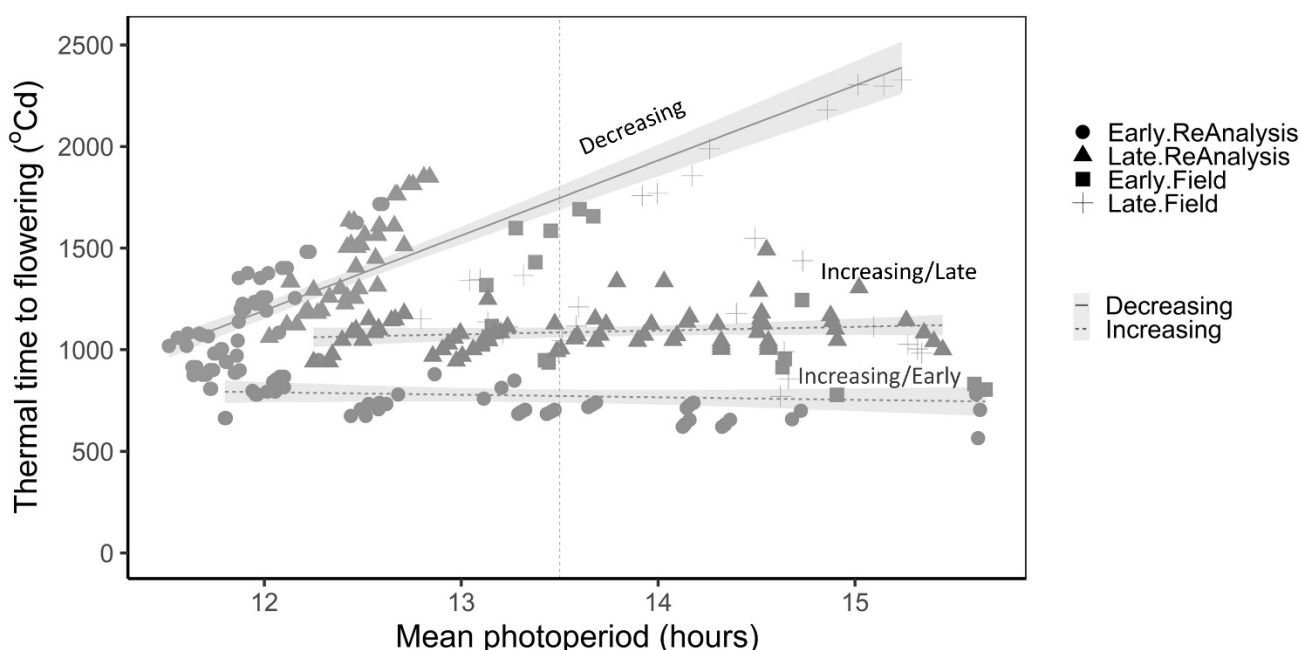 2500
2000
1500
1000
500
0
Thermal time to flowering (°Cd)
12
13
14
15
Mean photoperiod (hours)
Decreasing
Increasing/Late
Increasing/Early
Early.ReAnalysis
Late.ReAnalysis
Early.Field
Late.Field
Decreasing
Increasing